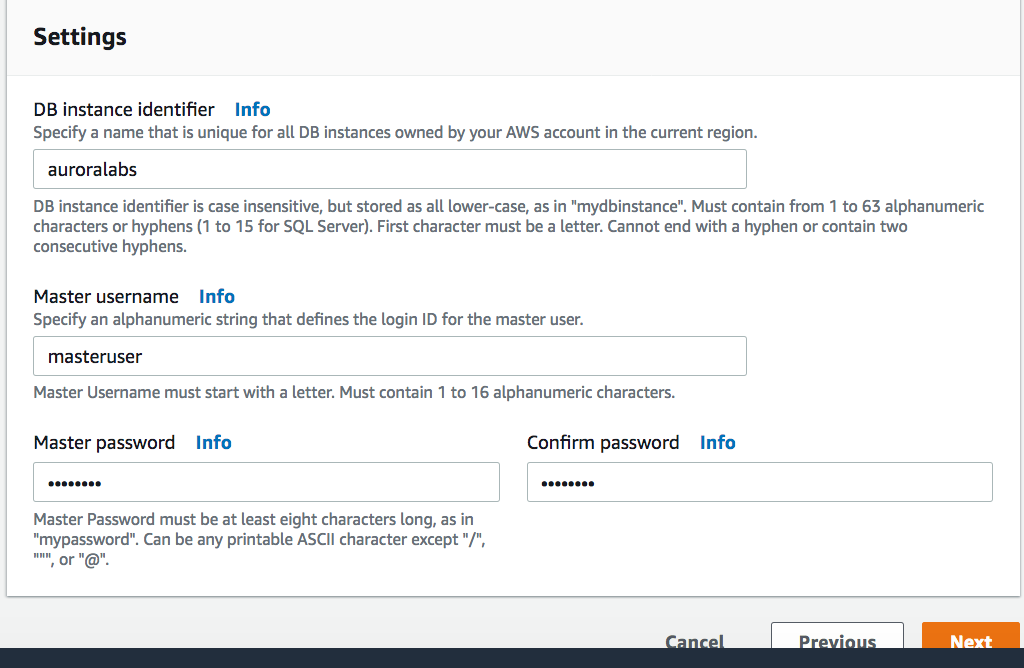 Settings
DB instance identifier Info
Specify a name that is unique for all DB instances owned by your AWS account in the current region.
auroralabs
DB instance identifier is case insensitive, but stored as all lower-case, as in "mydbinstance". Must contain from 1 to 63 alphanumeric
characters or hyphens (1 to 15 for SQL Server). First character must be a letter. Cannot end with a hyphen or contain two
consecutive hyphens.
Master username Info
Specify an alphanumeric string that defines the login ID for the master user.
masteruser
Master Username must start with a letter. Must contain 1 to 16 alphanumeric characters.
Master password Info Confirm password Info
•••••••• ••••••••
Master Password must be at least eight characters long, as in
"mypassword". Can be any printable ASCII character except "/",
""", or "@".
Cancel Previous Next